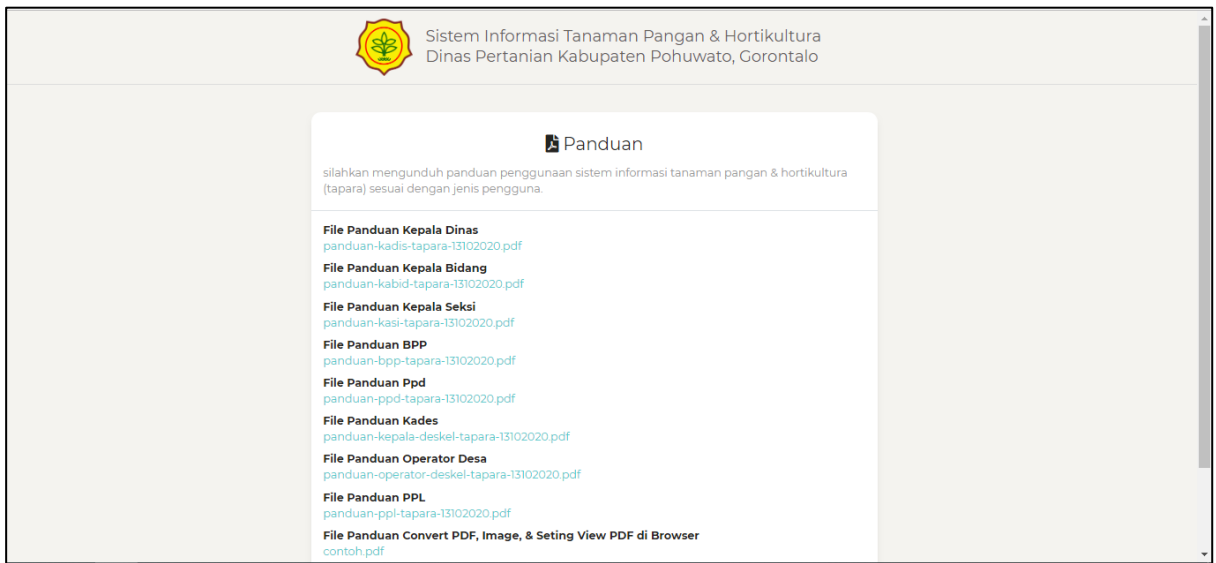 Sistem Informasi Tanaman Pangan & Hortikultura
Dinas Pertanian Kabupaten Pohuwato, Gorontalo
Panduan
silahkan mengunduh panduan penggunaan sistem informasi tanaman pangan & hortikultura
(tapara) sesuai dengan jenis pengguna.
File Panduan Kepala Dinas
panduan-kadis-tapara-13102020.pdf
File Panduan Kepala Bidang
panduan-kabid-tapara-13102020.pdf
File Panduan Kepala Seksi
panduan-kasi-tapara-13102020.pdf
File Panduan BPP
panduan-bpp-tapara-13102020.pdf
File Panduan Ppd
panduan-ppd-tapara-13102020.pdf
File Panduan Kades
panduan-kepala-deskel-tapara-13102020.pdf
File Panduan Operator Desa
panduan-operator-deskel-tapara-13102020.pdf
File Panduan PPL
panduan-ppl-tapara-13102020.pdf
File Panduan Convert PDF, Image, & Seting View PDF di Browser
contoh.pdf